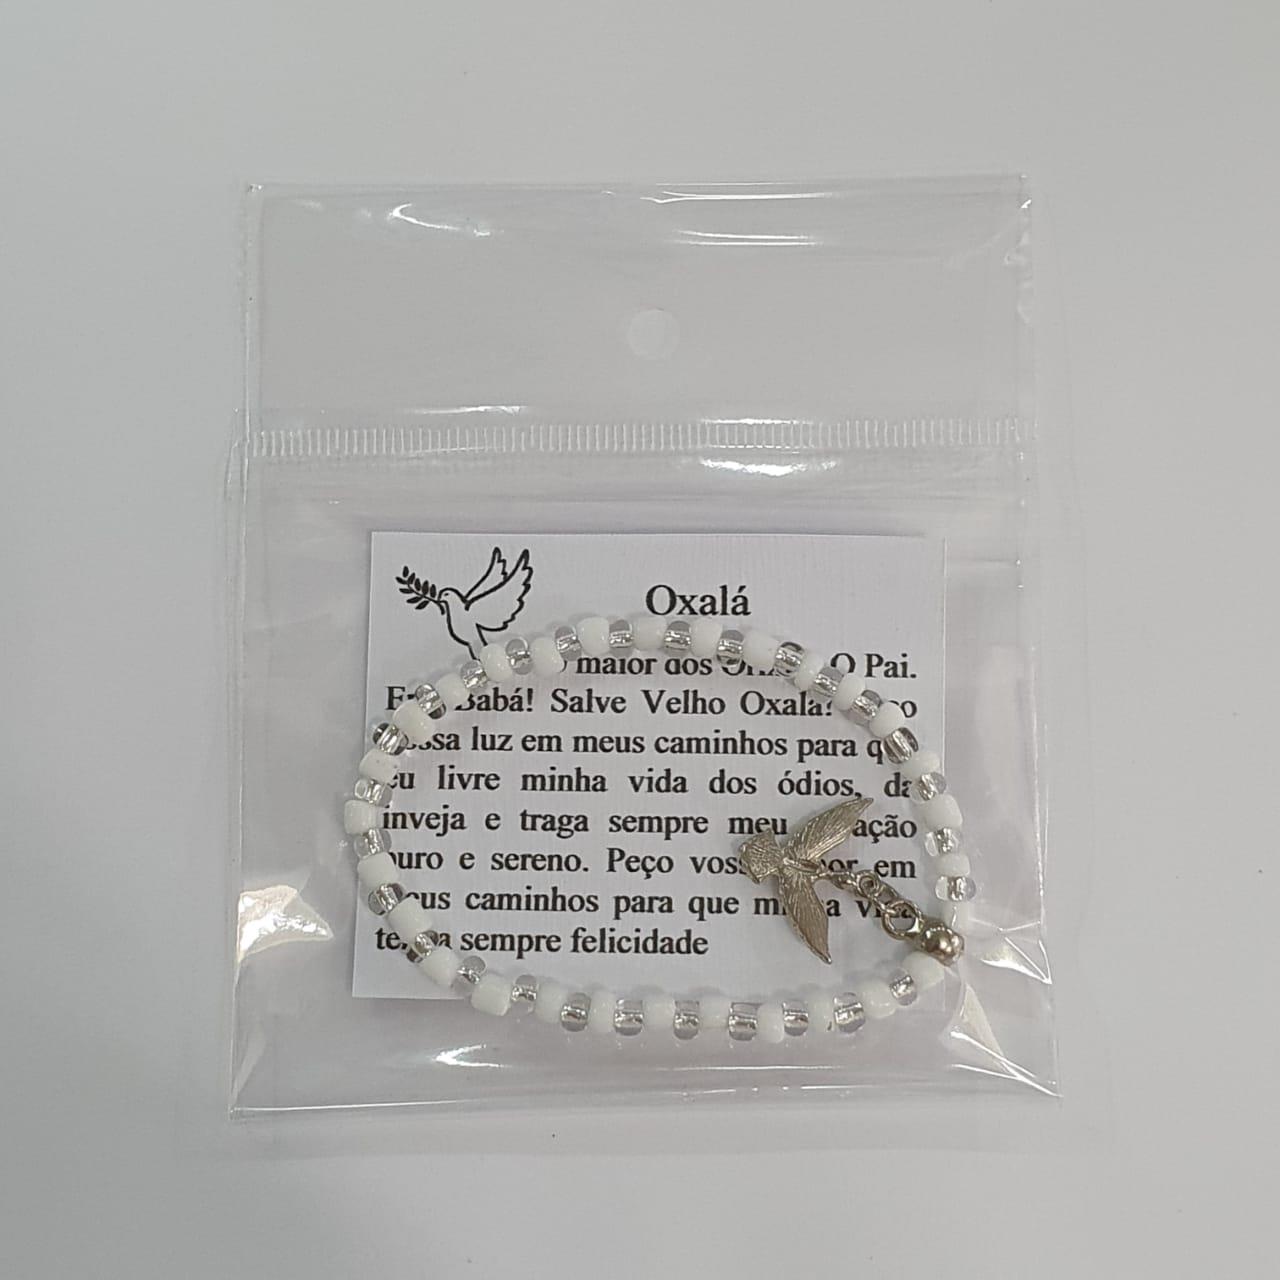 Oxalá
maior dos O Pai.
Babá! Salve Velho Oxalá!
luz em meus caminhos para
livre minha vida dos ódios,
inveja e traga sempre meu
e sereno. Peço em
caminhos para que
sempre felicidade